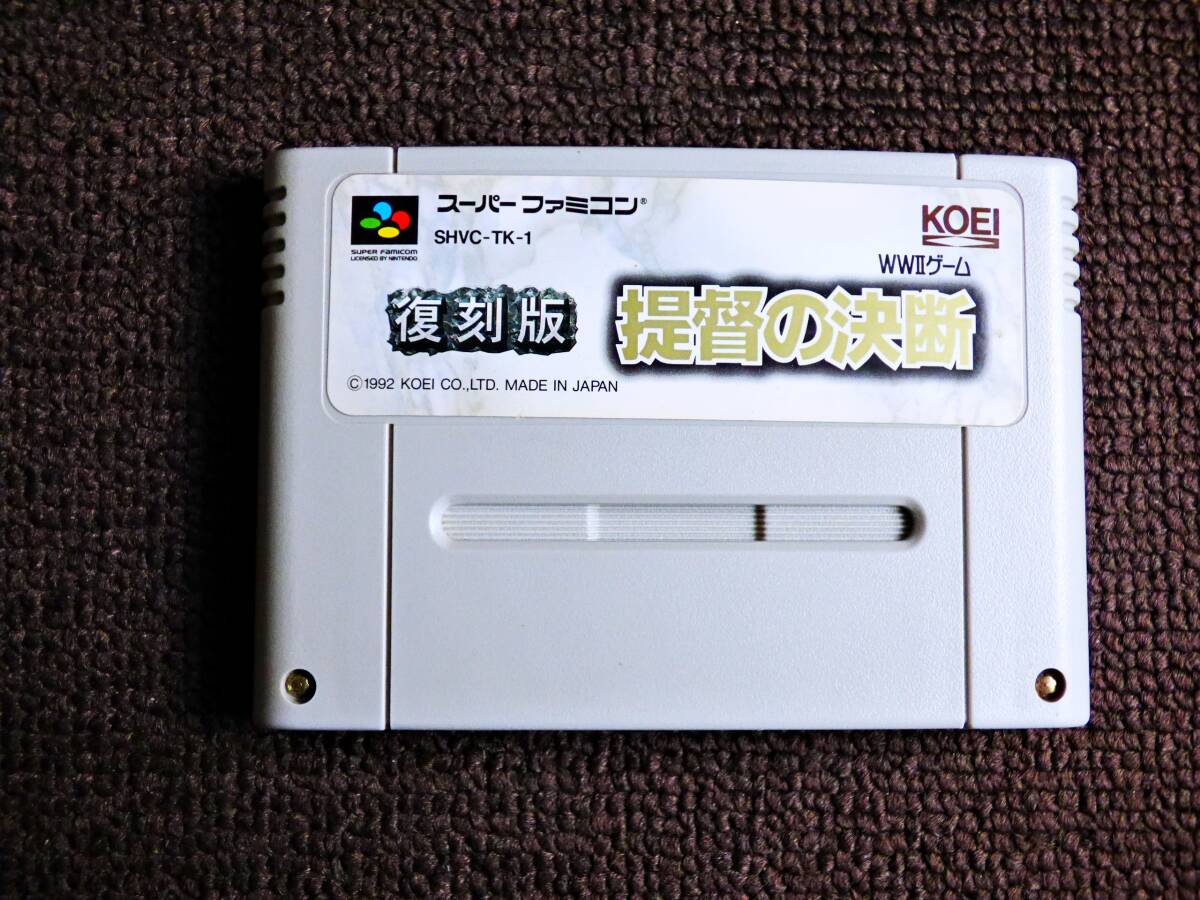 スーパーファミコン®
SHVC-TK-1
SUPER FAMICOM
LICENSED BY NINTENDO
KOEI
WWIIゲーム
復刻版 提督の決断
©1992 KOEI CO.,LTD. MADE IN JAPAN